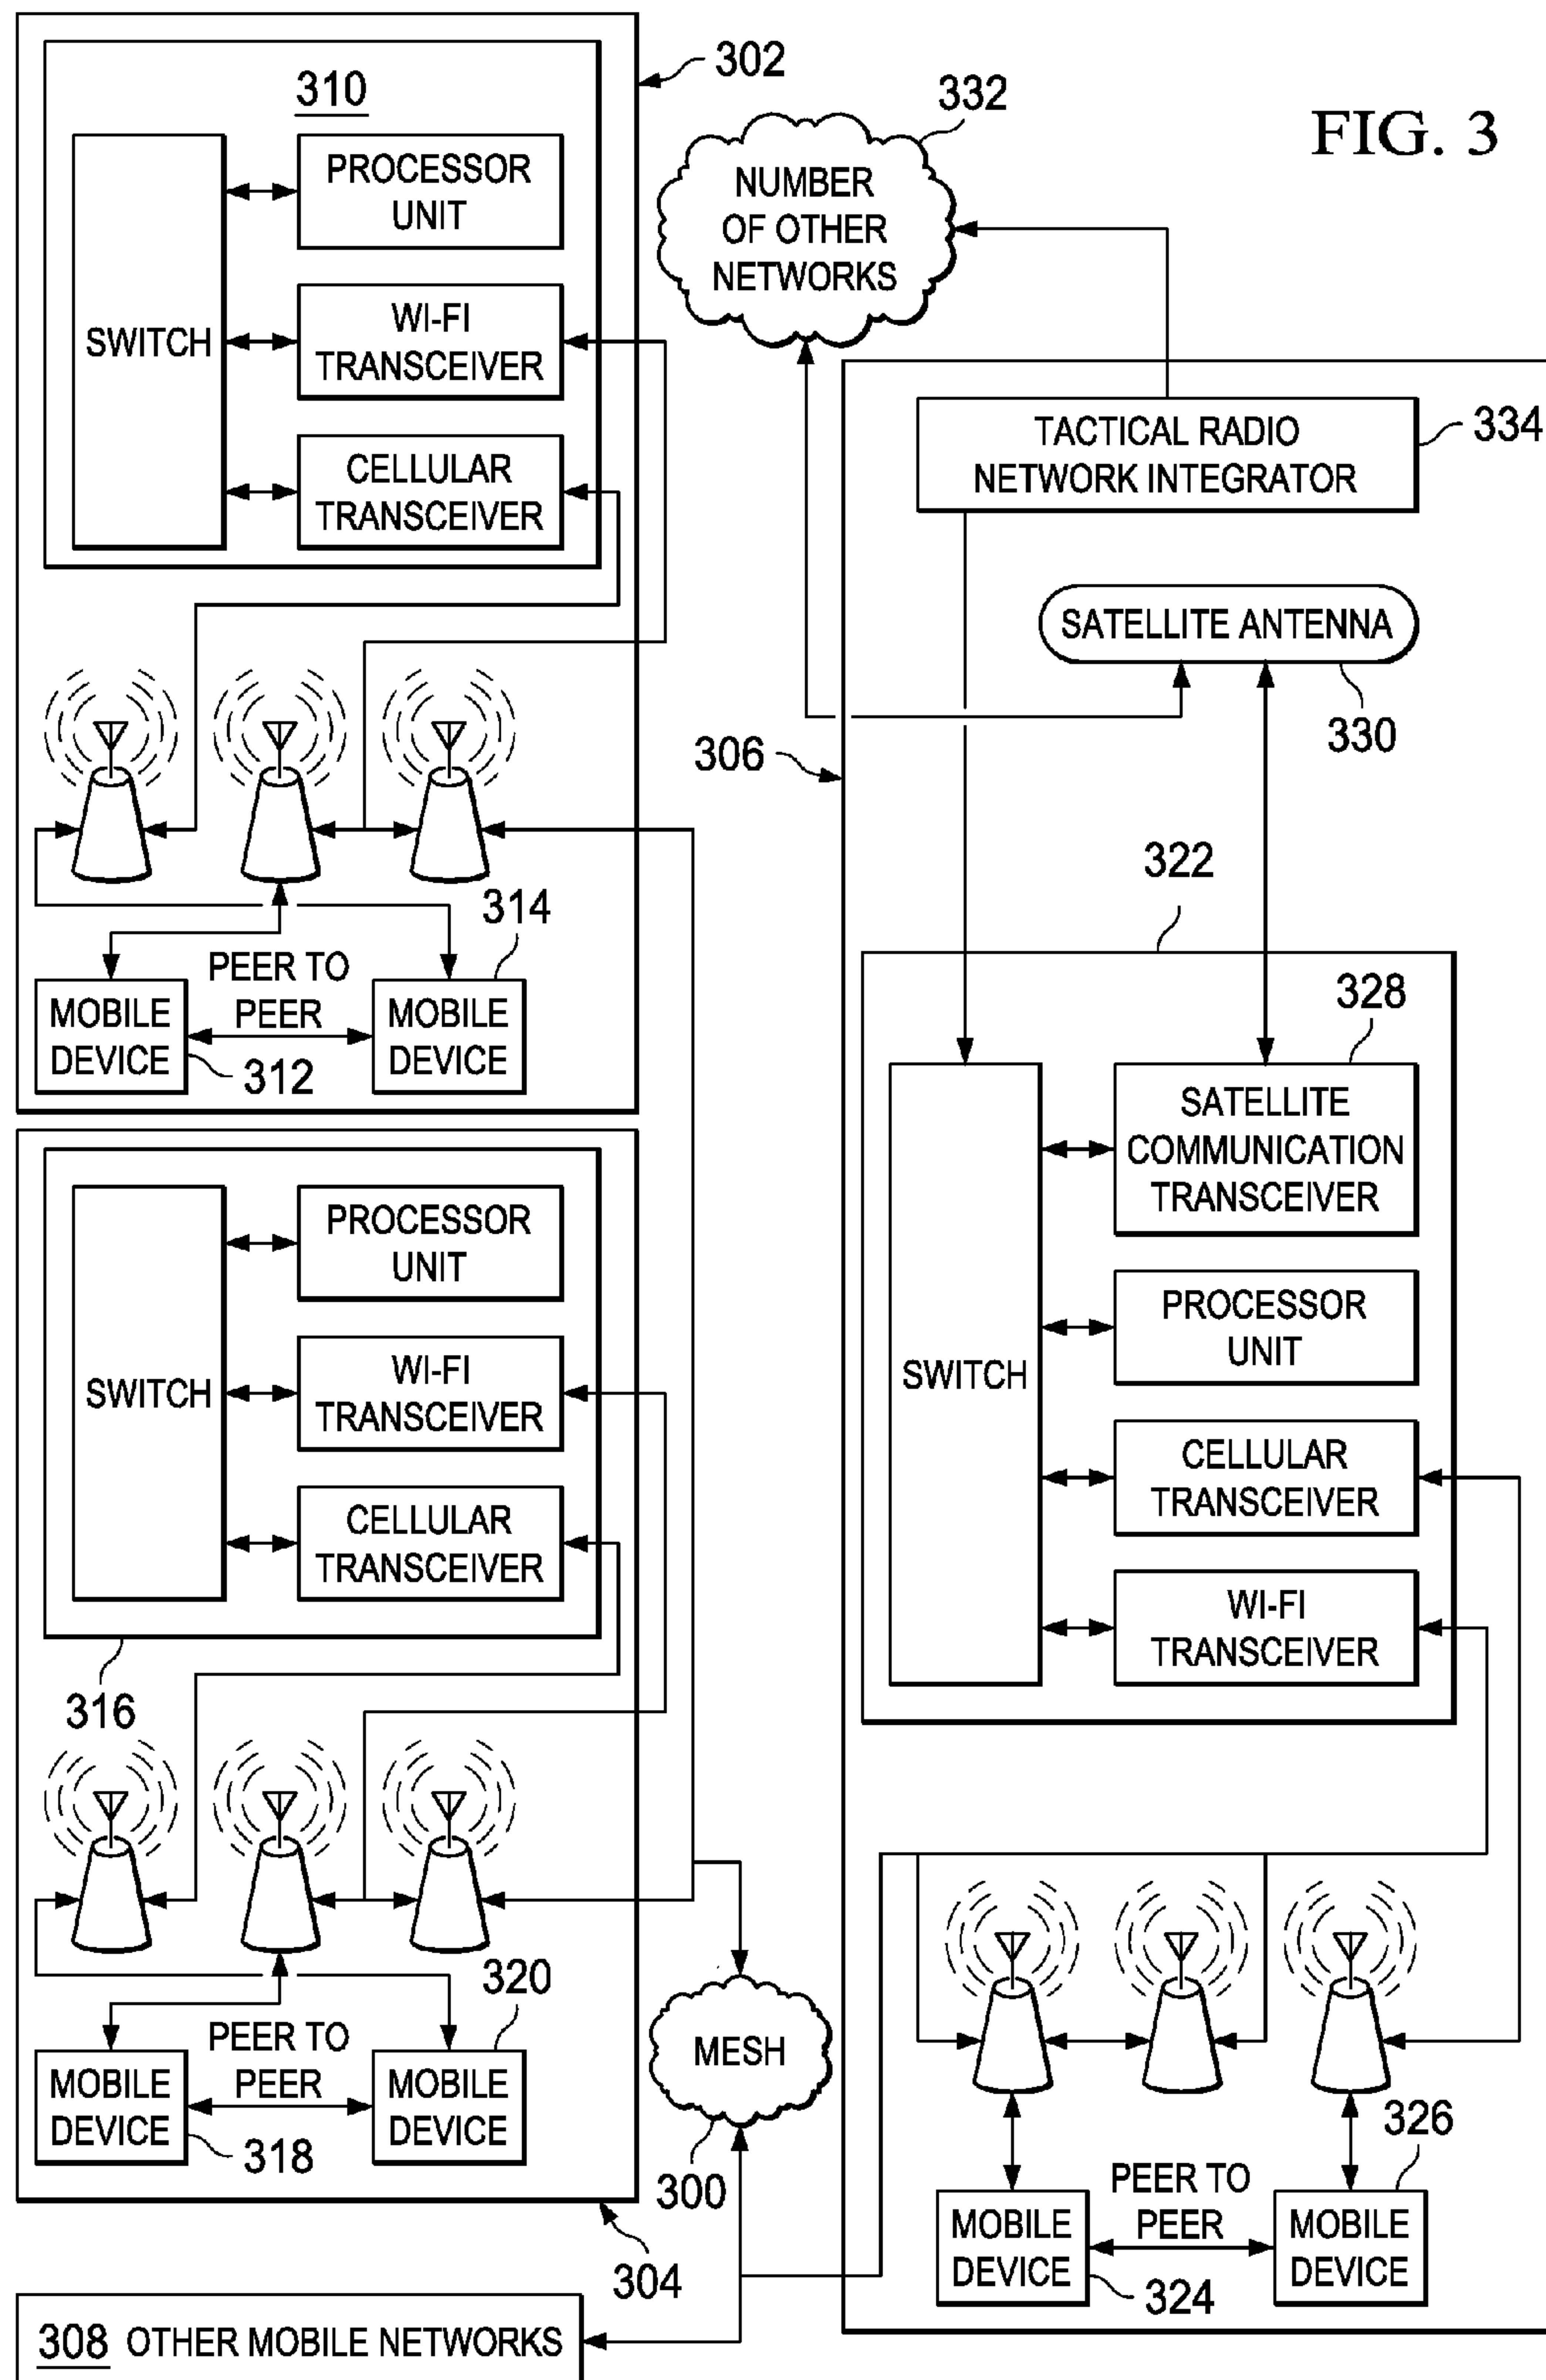 FIG. 3
302
310
PROCESSOR
UNIT
SWITCH
WI-FI
TRANSCEIVER
CELLULAR
TRANSCEIVER
314
PEER TO
PEER
MOBILE
DEVICE
312
MOBILE
DEVICE
PROCESSOR
UNIT
SWITCH
WI-FI
TRANSCEIVER
CELLULAR
TRANSCEIVER
316
320
PEER TO
PEER
MOBILE
DEVICE
318
MOBILE
DEVICE
304
308 OTHER MOBILE NETWORKS
MESH
300
332
NUMBER
OF OTHER
NETWORKS
TACTICAL RADIO
NETWORK INTEGRATOR
334
SATELLITE ANTENNA
330
306
322
328
SWITCH
SATELLITE
COMMUNICATION
TRANSCEIVER
PROCESSOR
UNIT
CELLULAR
TRANSCEIVER
WI-FI
TRANSCEIVER
326
PEER TO
PEER
MOBILE
DEVICE
324
MOBILE
DEVICE